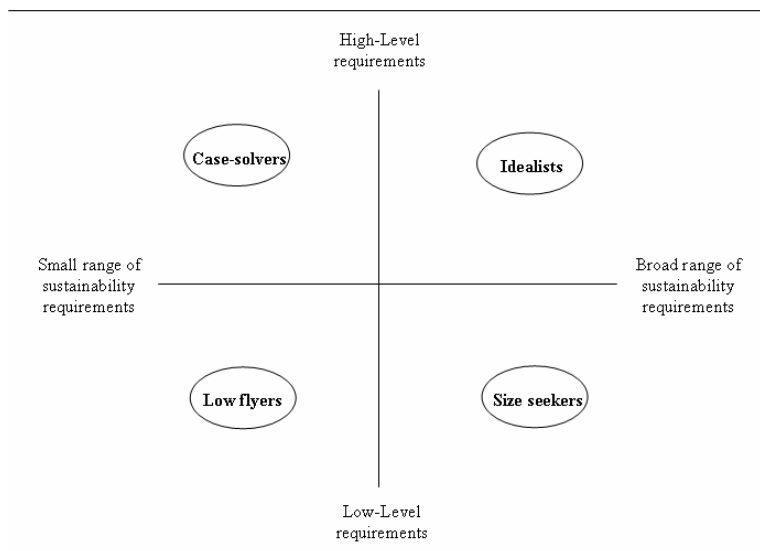 High-Level
requirements
Case-solvers
Idealists
Small range of
sustainability
requirements
Broad range of
sustainability
requirements
Low flyers
Size seekers
Low-Level
requirements